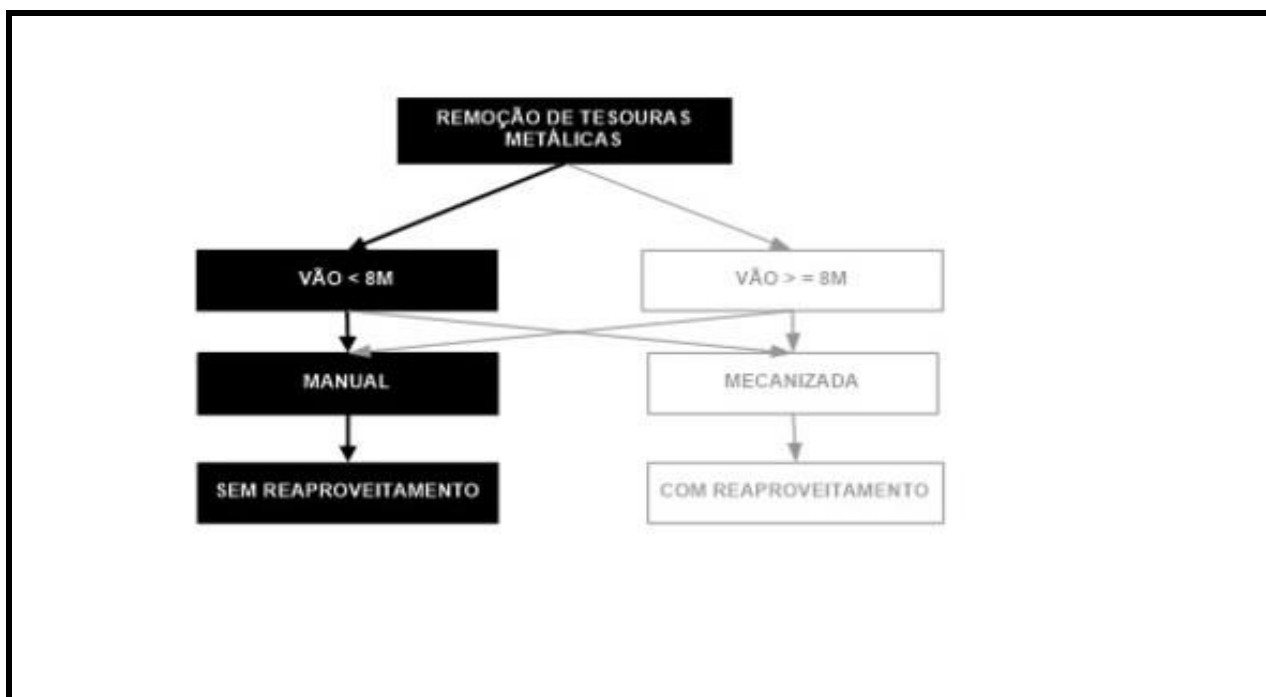 REMOÇÃO DE TESOURAS
METÁLICAS
VÃO < 8M
VÃO > = 8M
MANUAL
MECANIZADA
SEM REAPROVEITAMENTO
COM REAPROVEITAMENTO